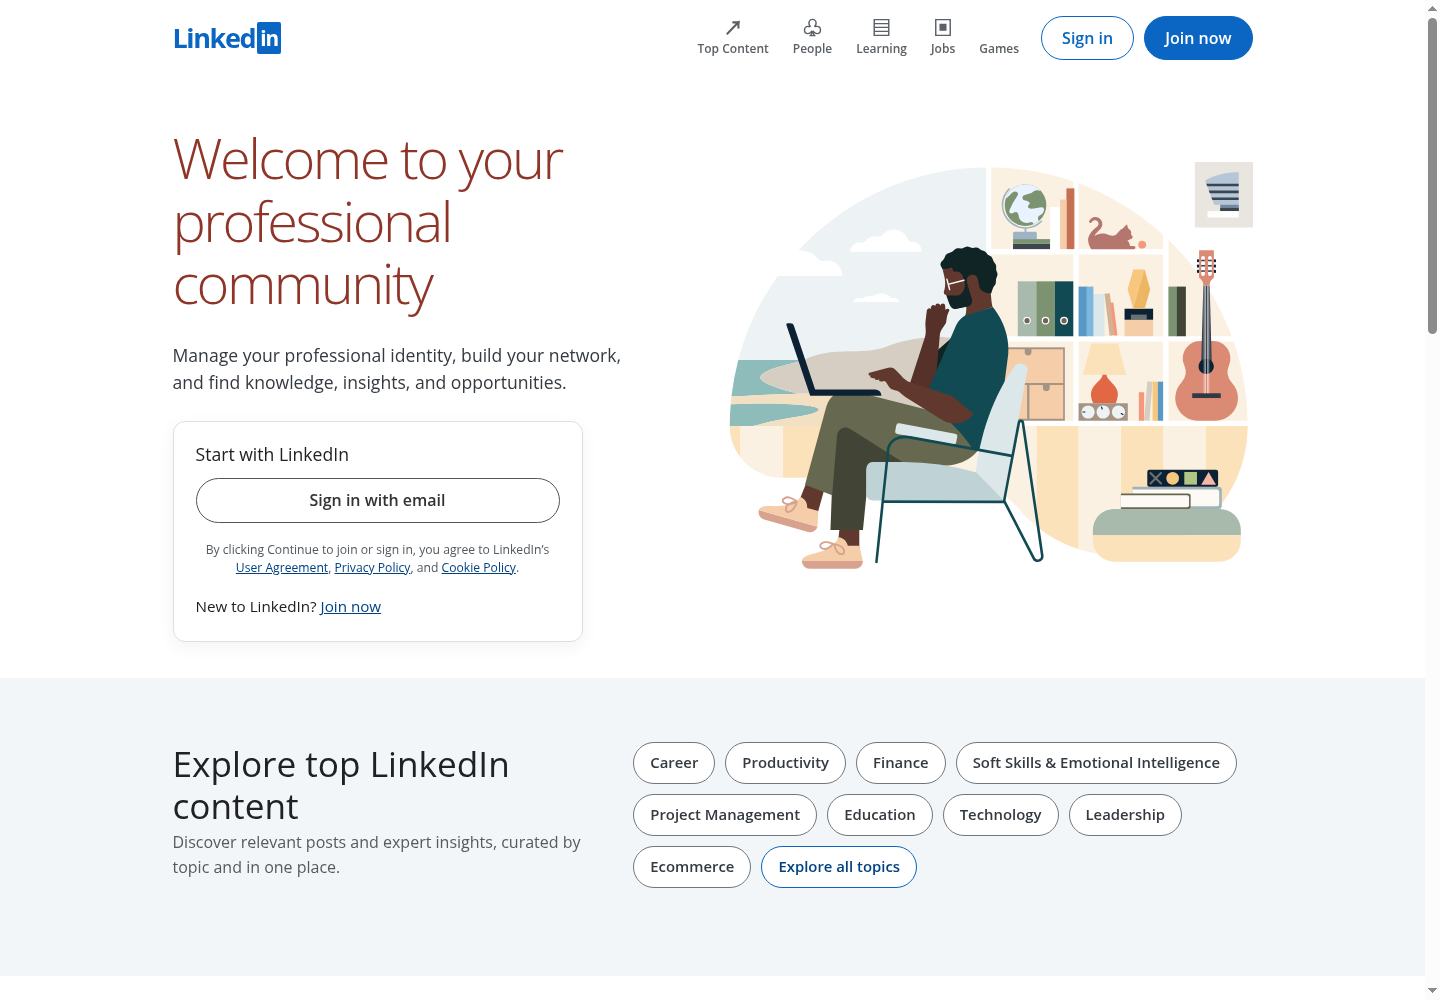 Linked in
Top Content
People
Learning
Jobs
Games
Sign in
Join now
Welcome to your
professional
community
Manage your professional identity, build your network,
and find knowledge, insights, and opportunities.
Start with LinkedIn
Sign in with email
By clicking Continue to join or sign in, you agree to LinkedIn’s
User Agreement, Privacy Policy, and Cookie Policy.
New to LinkedIn? Join now
Explore top LinkedIn
content
Discover relevant posts and expert insights, curated by
topic and in one place.
Career
Productivity
Finance
Soft Skills & Emotional Intelligence
Project Management
Education
Technology
Leadership
Ecommerce
Explore all topics